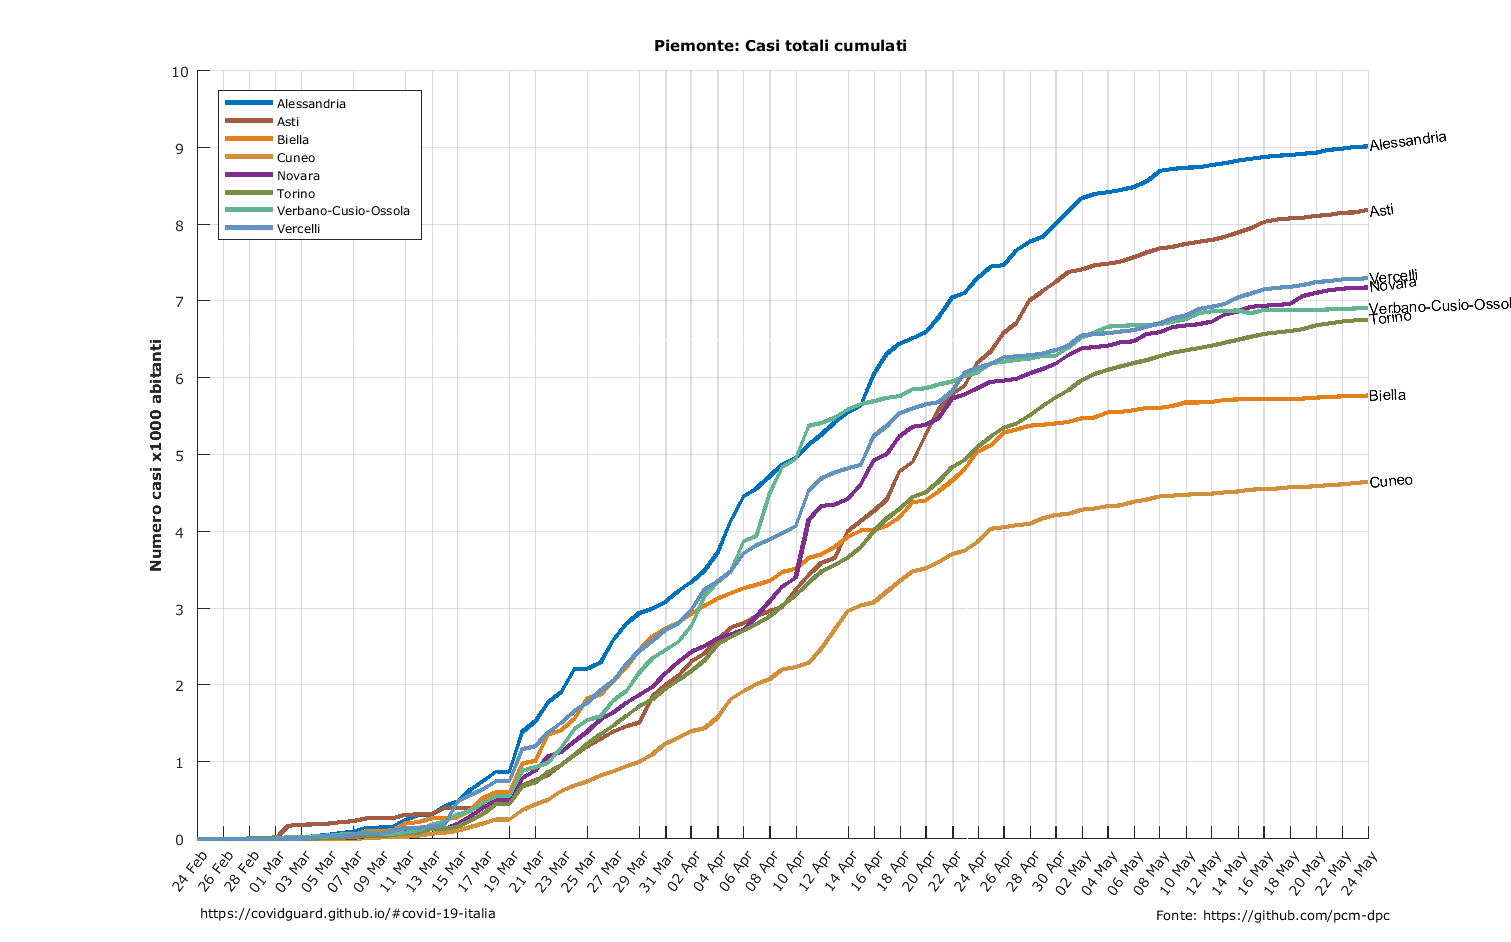 Piemonte: Casi totali cumulati
10
9
8
7
6
5
4
3
2
1
0
Numero casi x1000 abitanti
Alessandria
Asti
Biella
Cuneo
Novara
Torino
Verbano-Cusio-Ossola
Vercelli
Alessandria
Asti
Vercelli
Novara
Verbano-Cusio-Ossol
Torino
Biella
Cuneo
24 Feb
26 Feb
28 Feb
01 Mar
03 Mar
05 Mar
07 Mar
09 Mar
11 Mar
13 Mar
15 Mar
17 Mar
19 Mar
21 Mar
23 Mar
25 Mar
27 Mar
29 Mar
31 Mar
02 Apr
04 Apr
06 Apr
08 Apr
10 Apr
12 Apr
14 Apr
16 Apr
18 Apr
20 Apr
22 Apr
24 Apr
26 Apr
28 Apr
30 Apr
02 May
04 May
06 May
08 May
10 May
12 May
14 May
16 May
18 May
20 May
22 May
24 May
https://covidguard.github.io/#covid-19-italia
Fonte: https://github.com/pcm-dpc